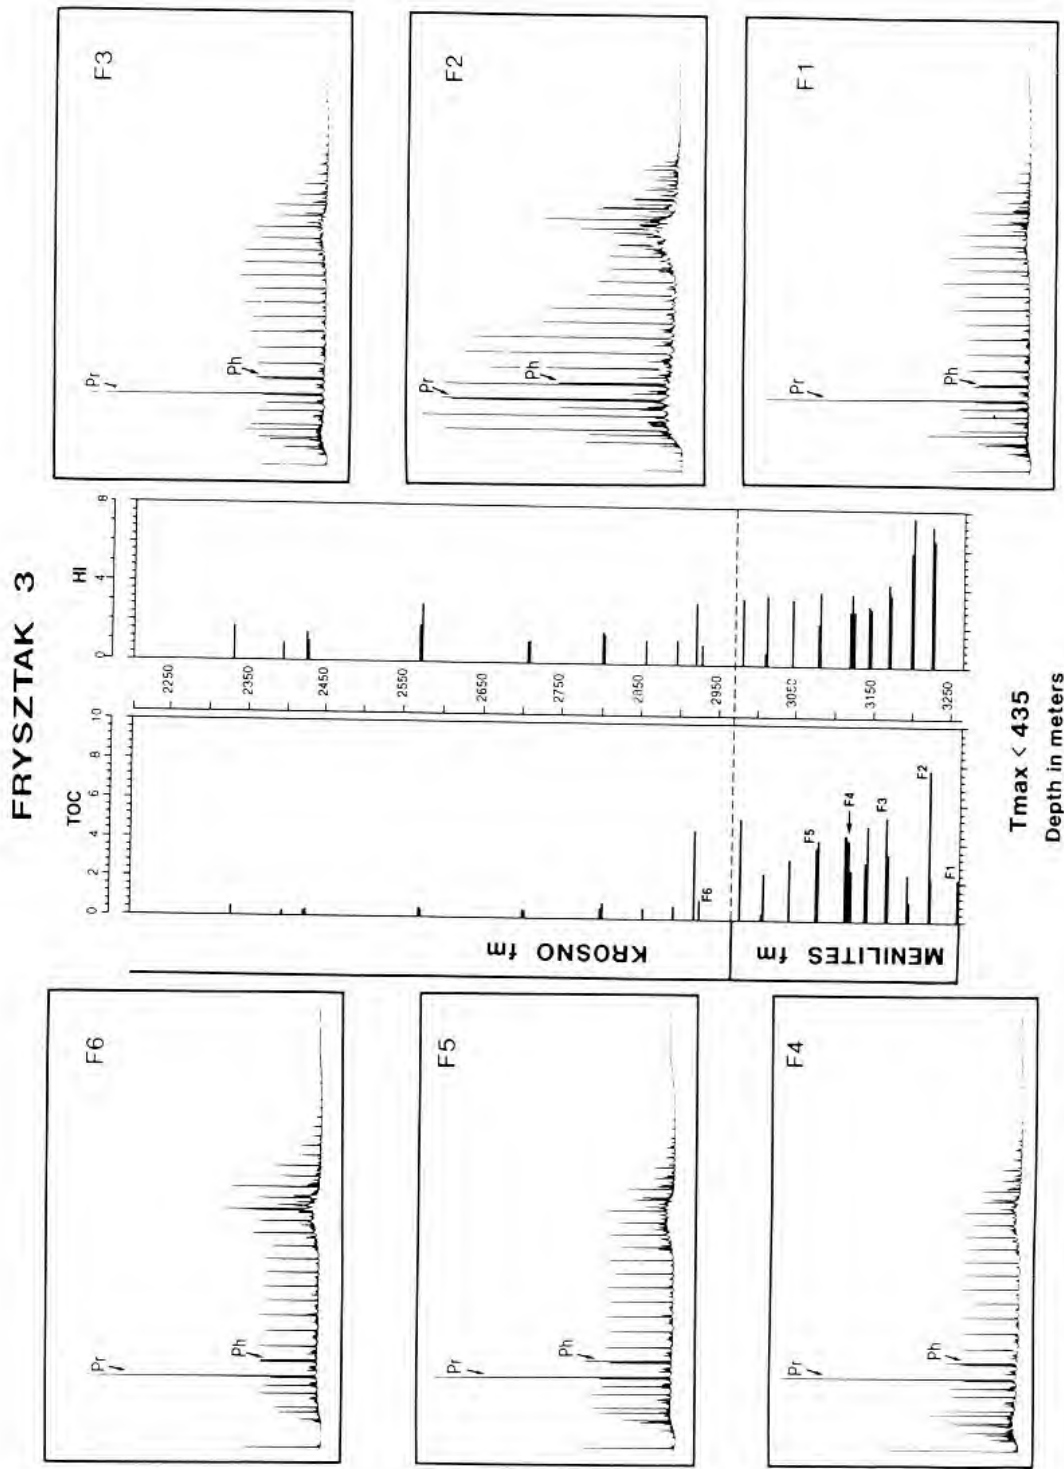 FRYSZTAK 3
F6
Pr
Ph
F5
Pr
Ph
F4
Pr
Ph
KROSNO fm
MENILITES fm
TOC
0 2 4 6 8 10
F6
F5
F4
F3
F2
F1
2250
2350
2450
2550
2650
2750
2850
2950
3050
3150
3250
HI
0 4 8
Tmax < 435
Depth in meters
F3
Pr
Ph
F2
Pr
Ph
F1
Pr
Ph